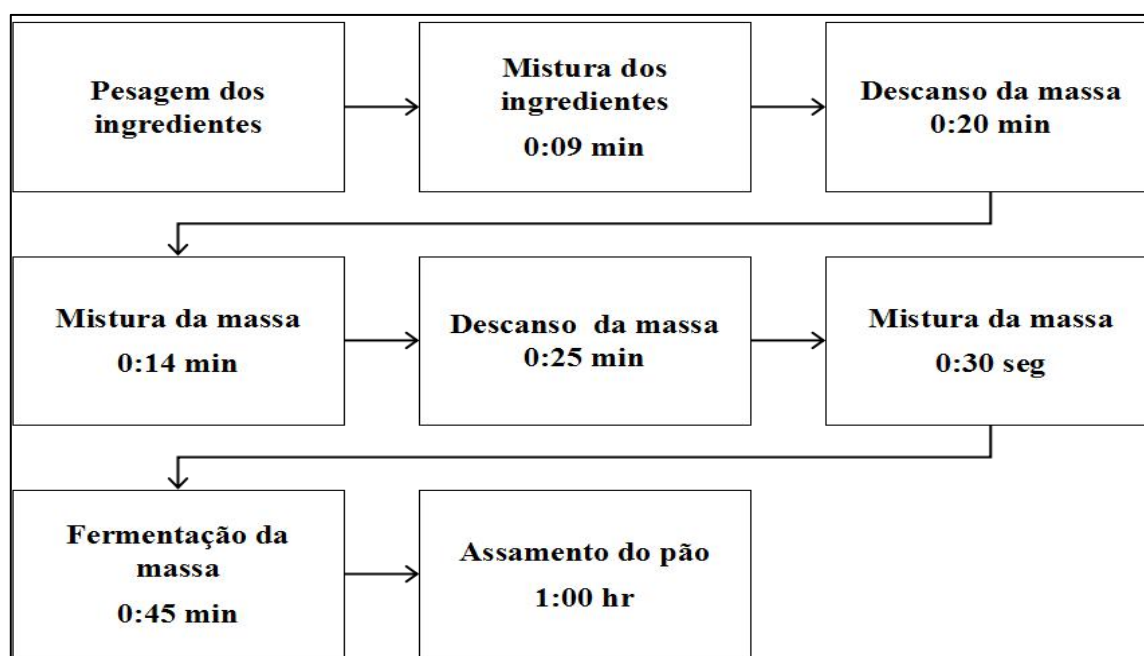 Pesagem dos
ingredientes
Mistura dos
ingredientes
0:09 min
Descanso da massa
0:20 min
Mistura da massa
0:14 min
Descanso  da massa
0:25 min
Mistura da massa
0:30 seg
Fermentação da
massa
0:45 min
Assamento do pão
1:00 hr